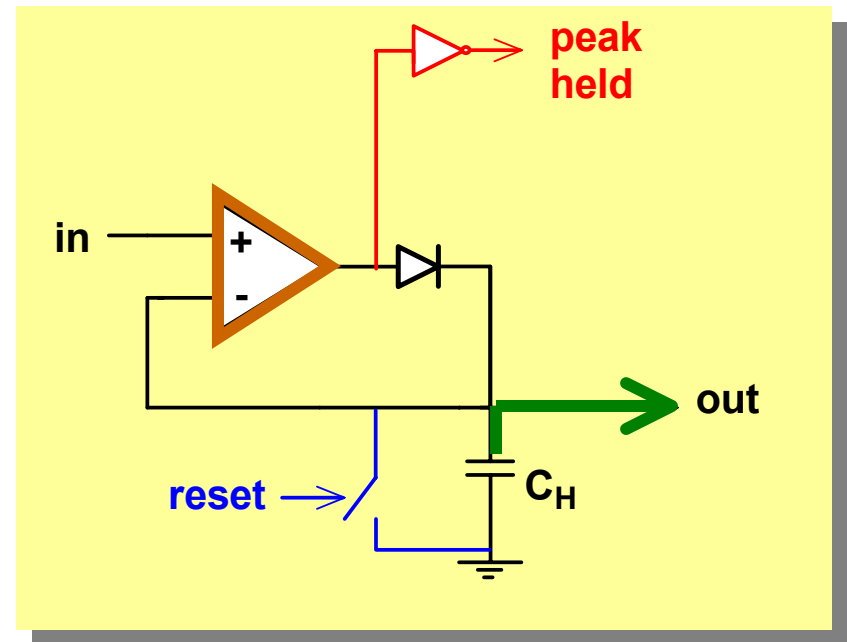 peak
held
in
+
-
out
reset
CH